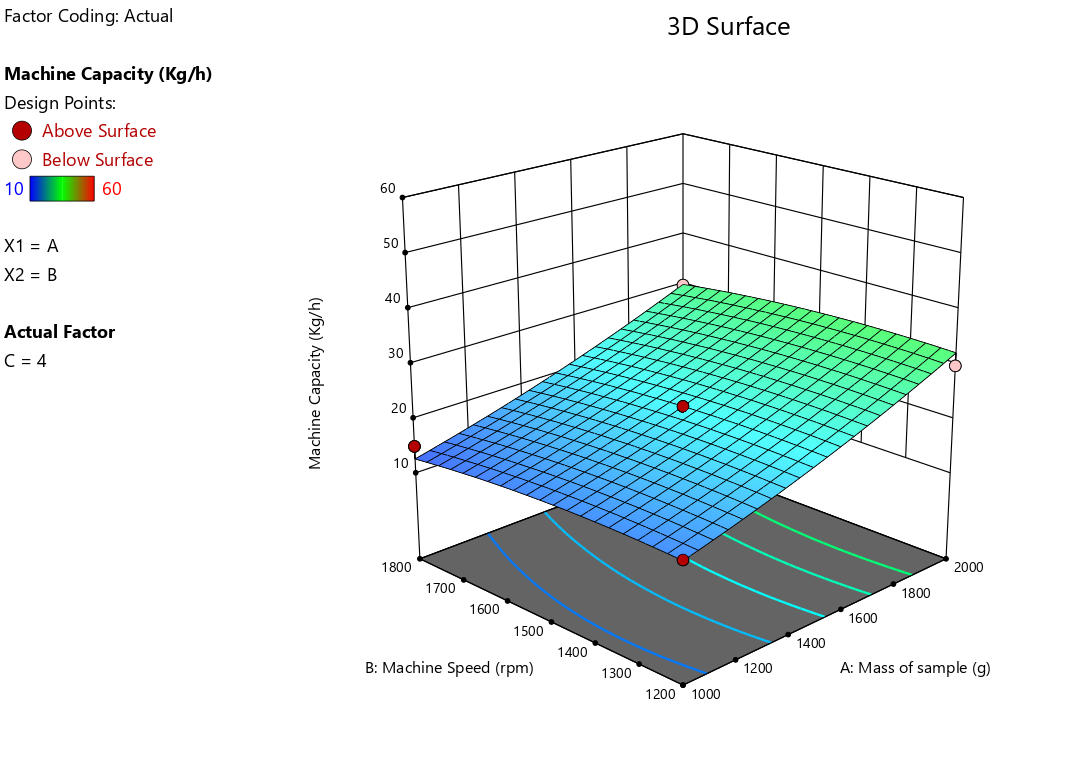 Factor Coding: Actual
3D Surface
Machine Capacity (Kg/h)
Design Points:
Above Surface
Below Surface
10 60
X1 = A
X2 = B
Actual Factor
C = 4
Machine Capacity (Kg/h)
60
50
40
30
20
10
1800
1700
1600
1500
1400
1300
1200
B: Machine Speed (rpm)
1000
1200
1400
1600
1800
2000
A: Mass of sample (g)